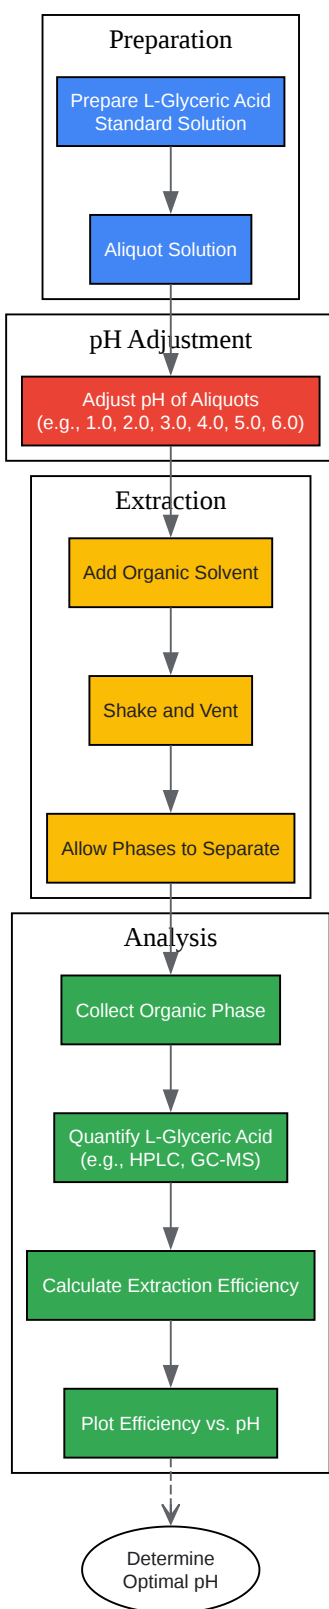 Preparation
Prepare L-Glyceric Acid
Standard Solution
Aliquot Solution
pH Adjustment
Adjust pH of Aliquots
(e.g., 1.0, 2.0, 3.0, 4.0, 5.0, 6.0)
Extraction
Add Organic Solvent
Shake and Vent
Allow Phases to Separate
Analysis
Collect Organic Phase
Quantify L-Glyceric Acid
(e.g., HPLC, GC-MS)
Calculate Extraction Efficiency
Plot Efficiency vs. pH
Determine
Optimal pH